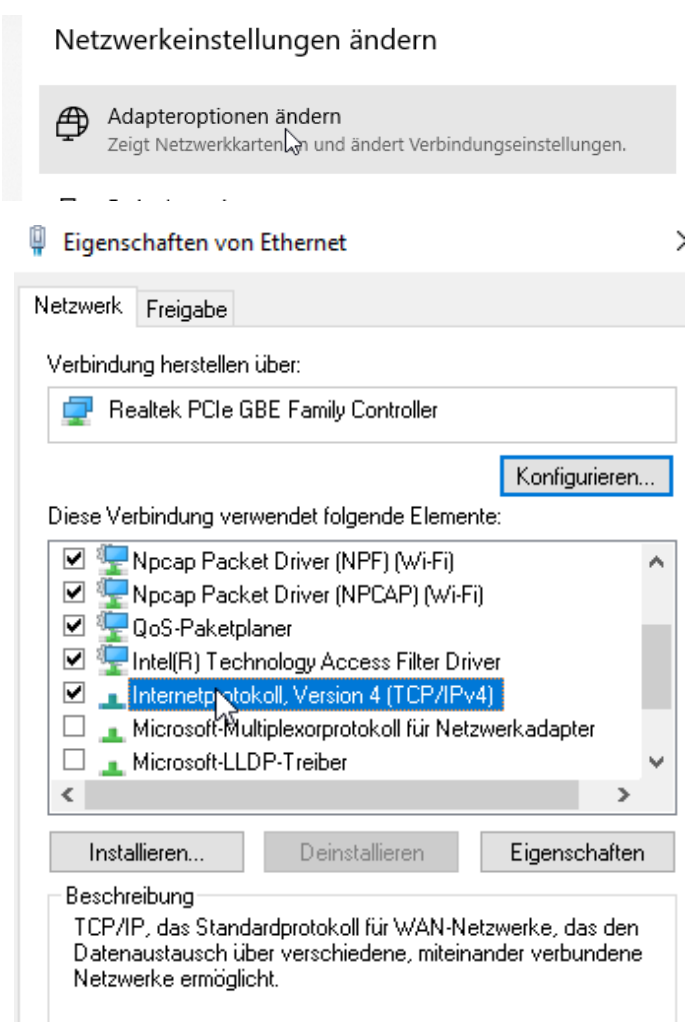 Netzwerkeinstellungen ändern
Adapteroptionen ändern
Zeigt Netzwerkkarten und ändert Verbindungseinstellungen.
Eigenschaften von Ethernet
Netzwerk Freigabe
Verbindung herstellen über:
Realtek PCIe GBE Family Controller
Konfigurieren...
Diese Verbindung verwendet folgende Elemente:
Npcap Packet Driver (NPF) (Wi-Fi)
Npcap Packet Driver (NPCAP) (Wi-Fi)
QoS-Paketplaner
Intel(R) Technology Access Filter Driver
Internetprotokoll, Version 4 (TCP/IPv4)
Microsoft-Multiplexorprotokoll für Netzwerkadapter
Microsoft-LLDP-Treiber
Installieren... Deinstallieren Eigenschaften
Beschreibung
TCP/IP, das Standardprotokoll für WAN-Netzwerke, das den
Datenaustausch über verschiedene, miteinander verbundene
Netzwerke ermöglicht.